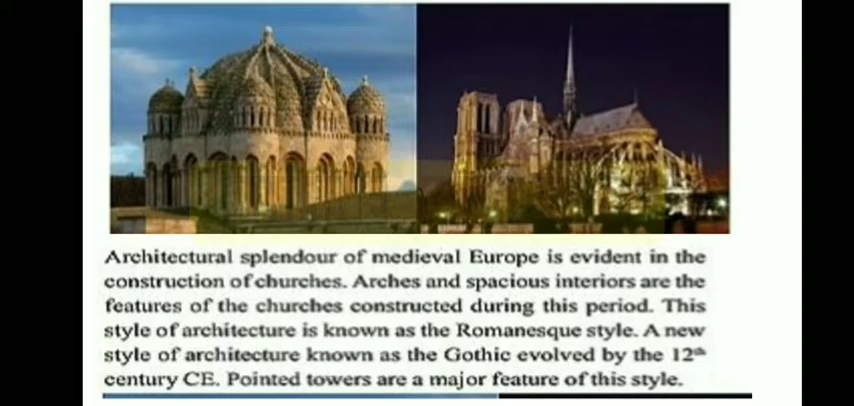 Architectural splendour of medieval Europe is evident in the
construction of churches. Arches and spacious interiors are the
features of the churches constructed during this period. This
style of architecture is known as the Romanesque style. A new
style of architecture known as the Gothic evolved by the 12th
century CE. Pointed towers are a major feature of this style.